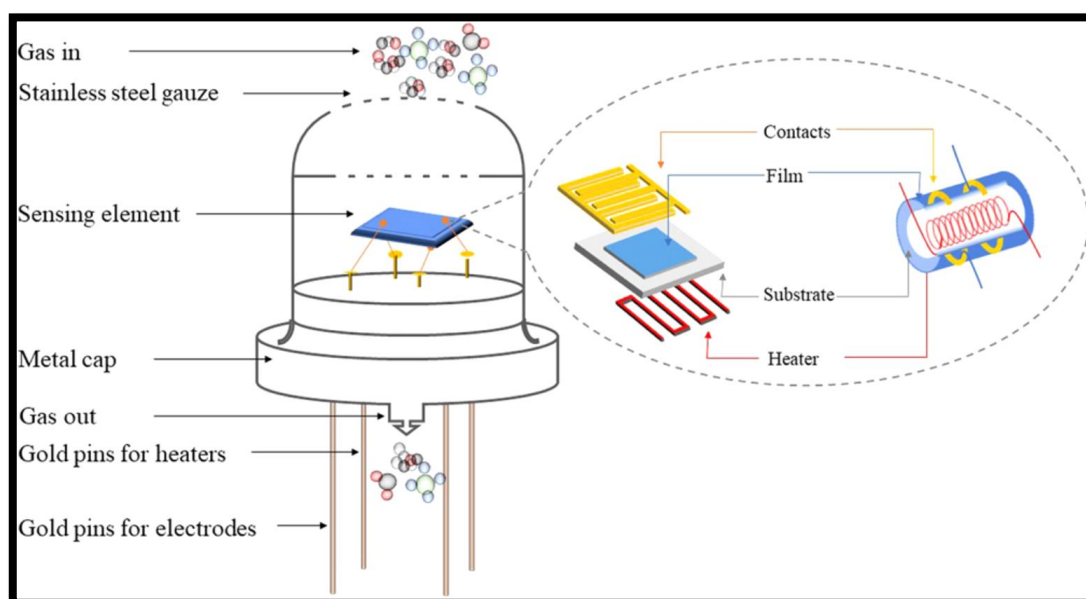 Gas in
Stainless steel gauze
Sensing element
Metal cap
Gas out
Gold pins for heaters
Gold pins for electrodes
Contacts
Film
Substrate
Heater